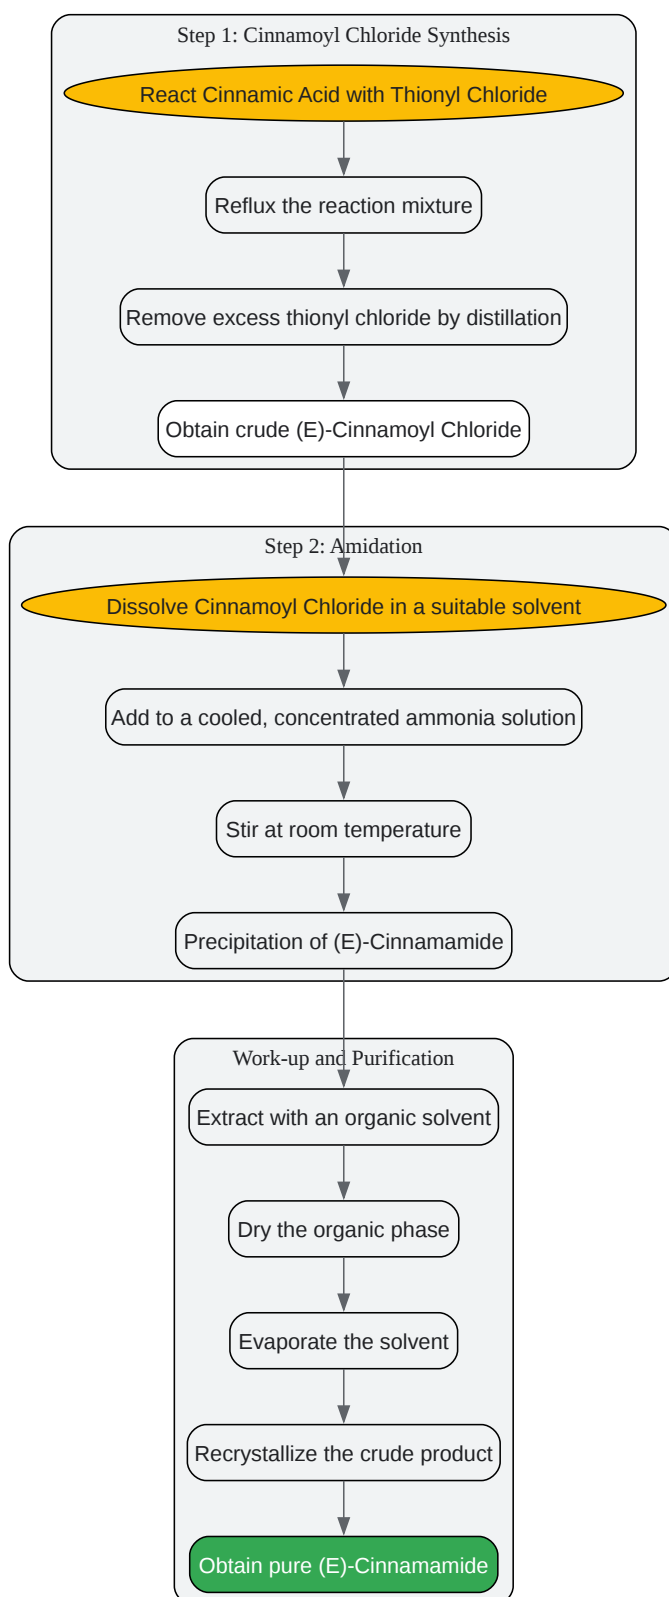 Step 1: Cinnamoyl Chloride Synthesis
React Cinnamic Acid with Thionyl Chloride
Reflux the reaction mixture
Remove excess thionyl chloride by distillation
Obtain crude (E)-Cinnamoyl Chloride
Step 2: Amidation
Dissolve Cinnamoyl Chloride in a suitable solvent
Add to a cooled, concentrated ammonia solution
Stir at room temperature
Precipitation of (E)-Cinnamamide
Work-up and Purification
Extract with an organic solvent
Dry the organic phase
Evaporate the solvent
Recrystallize the crude product
Obtain pure (E)-Cinnamamide